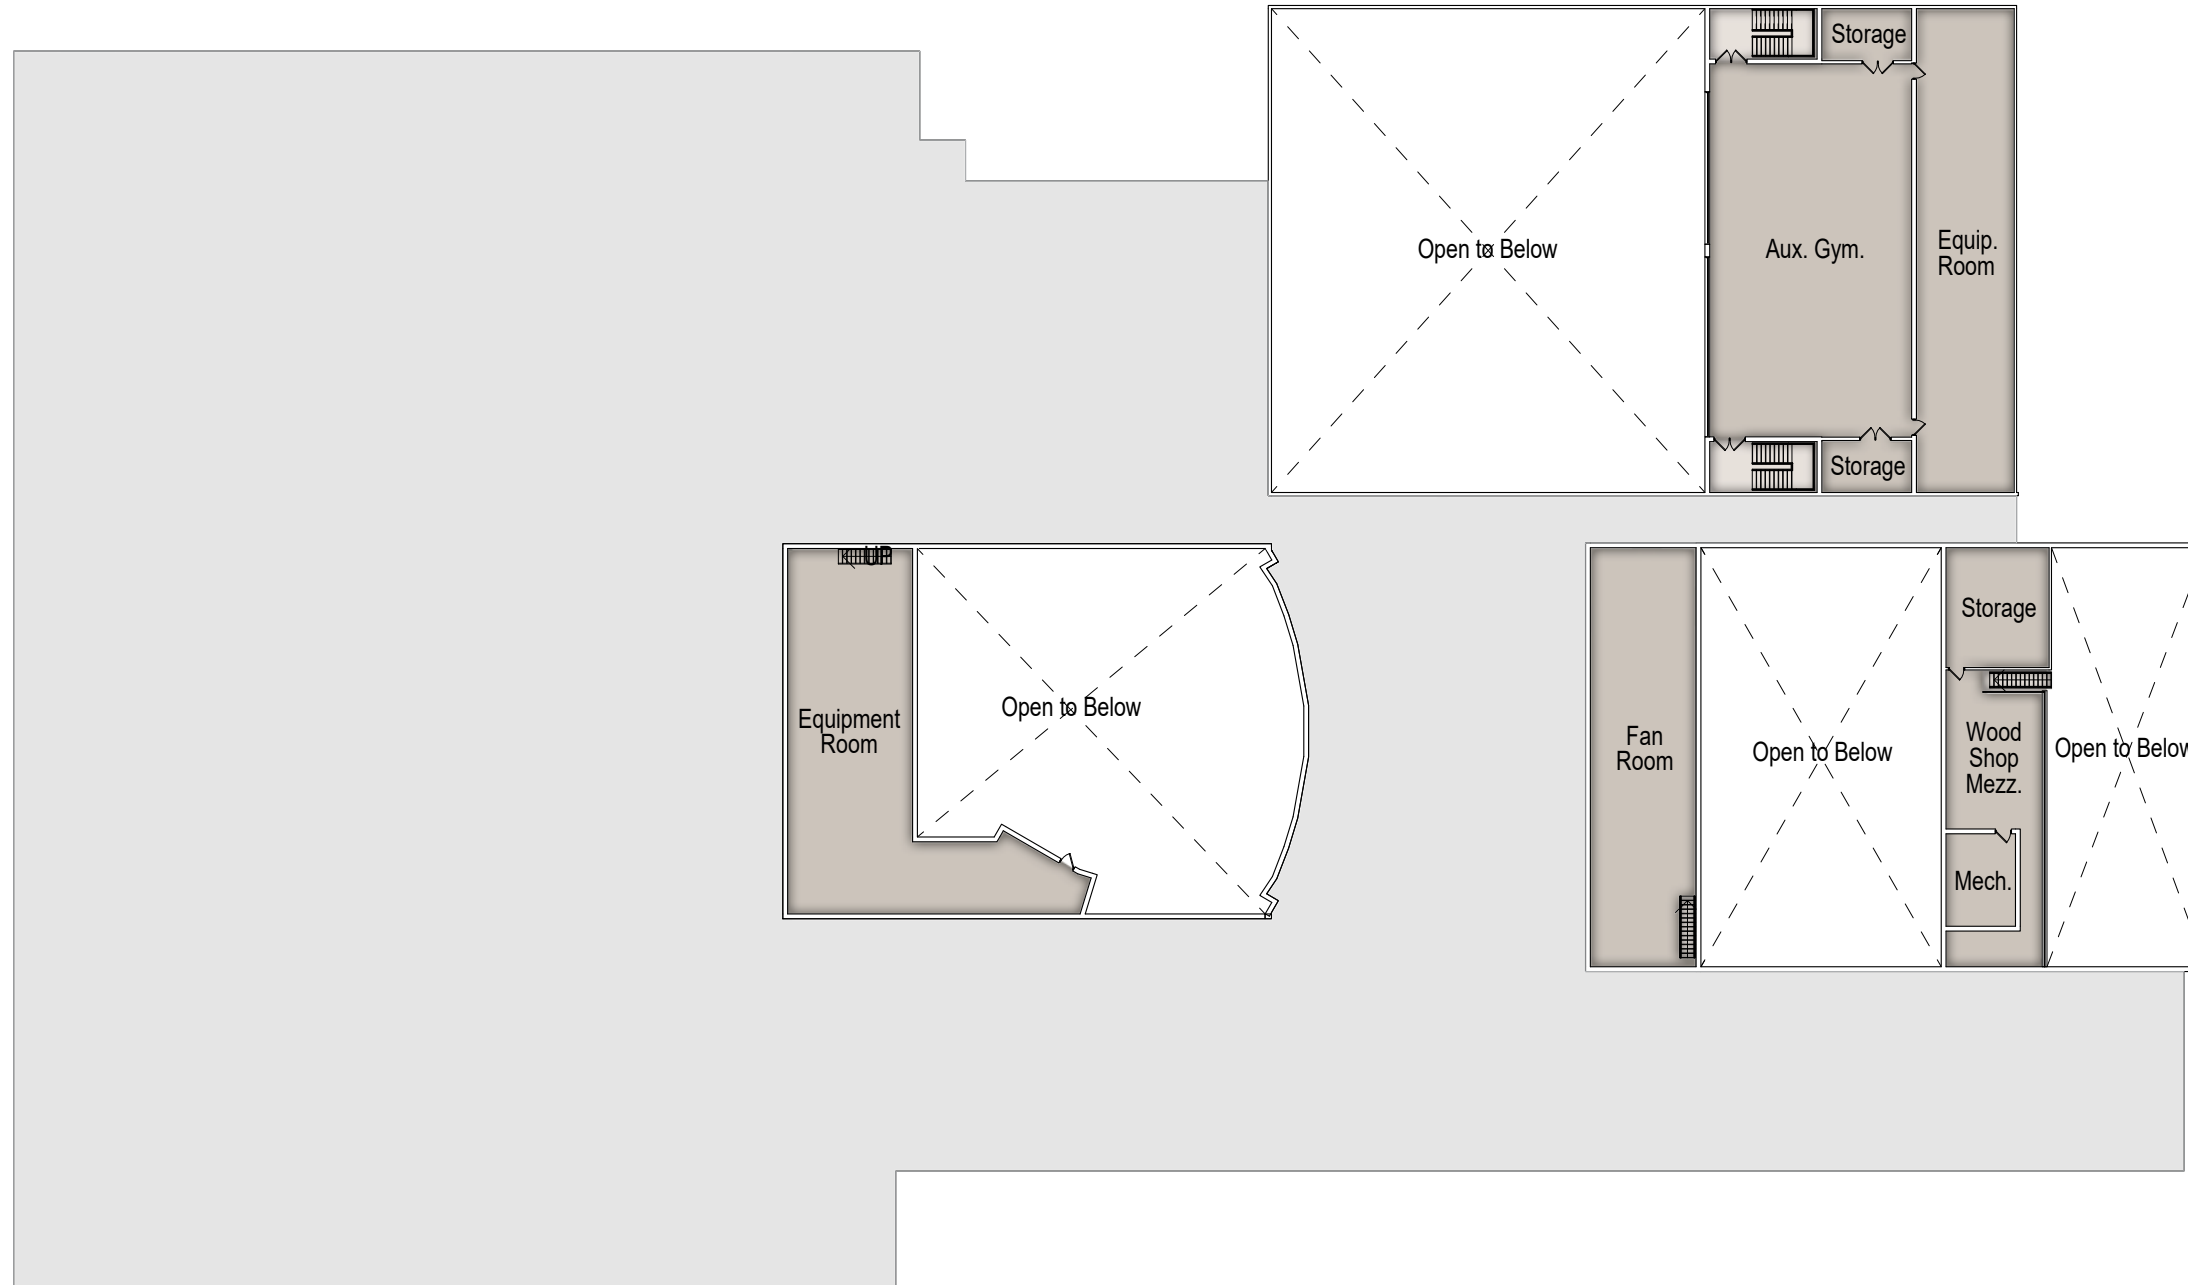 Storage
Open to Below
Aux. Gym.
Equip.
Room
Storage
UP
Storage
Equipment
Room
Open to Below
Fan
Room
Open to Below
Wood
Shop
Mezz.
Open to Below
Mech.